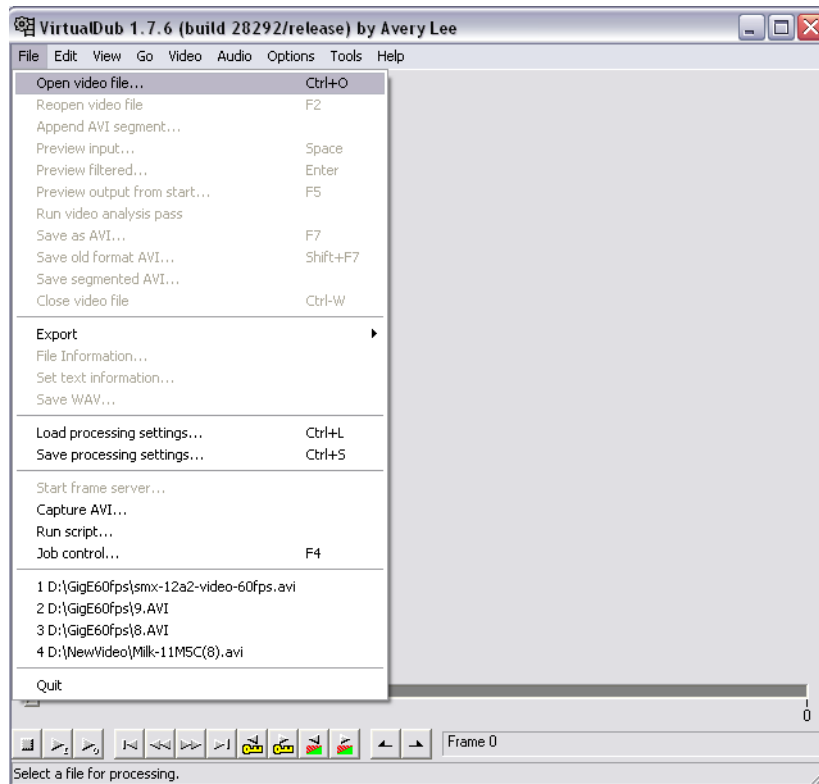 VirtualDub 1.7.6 (build 28292/release) by Avery Lee
File Edit View Go Video Audio Options Tools Help
Open video file... Ctrl+O
Reopen video file F2
Append AVI segment...
Preview input... Space
Preview filtered... Enter
Preview output from start... F5
Run video analysis pass
Save as AVI... F7
Save old format AVI... Shift+F7
Save segmented AVI...
Close video file Ctrl-W
Export
File Information...
Set text information...
Save WAV...
Load processing settings... Ctrl+L
Save processing settings... Ctrl+S
Start frame server...
Capture AVI...
Run script...
Job control... F4
1 D:\GigE60fps\smx-12a2-video-60fps.avi
2 D:\GigE60fps\9.AVI
3 D:\GigE60fps\8.AVI
4 D:\NewVideo\Milk-11M5C(8).avi
Quit
0
Frame 0
Select a file for processing.